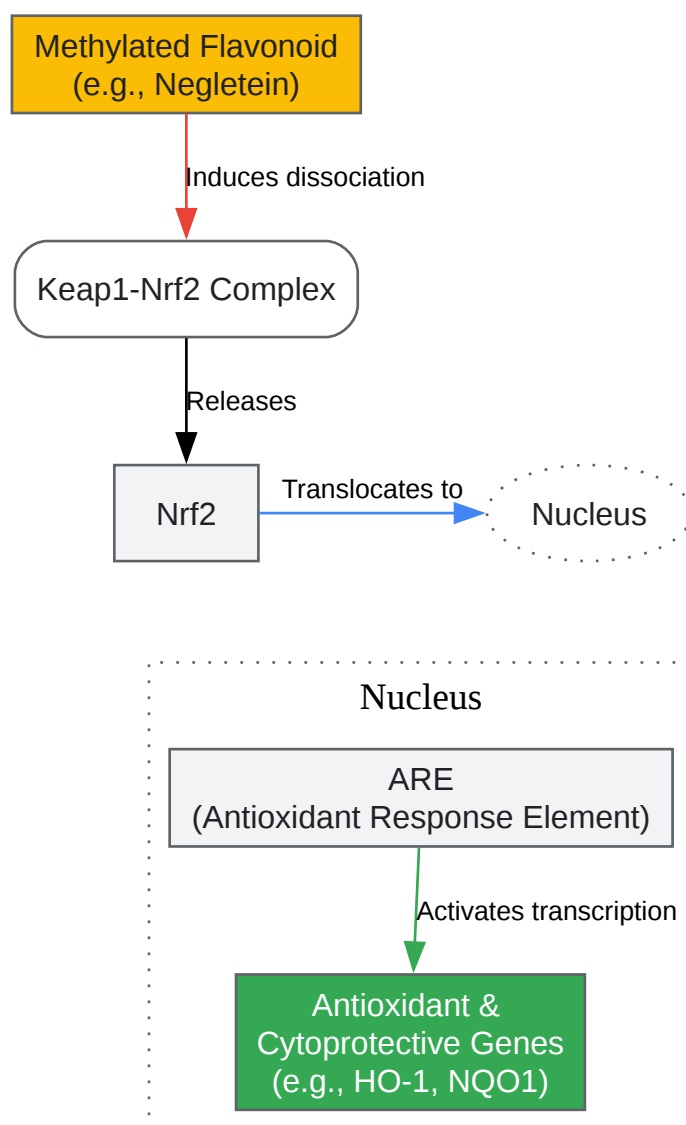 Methylated Flavonoid
(e.g., Negletein)
Induces dissociation
Keap1-Nrf2 Complex
Releases
Nrf2
Translocates to
Nucleus
Nucleus
ARE
(Antioxidant Response Element)
Activates transcription
Antioxidant &
Cytoprotective Genes
(e.g., HO-1, NQO1)